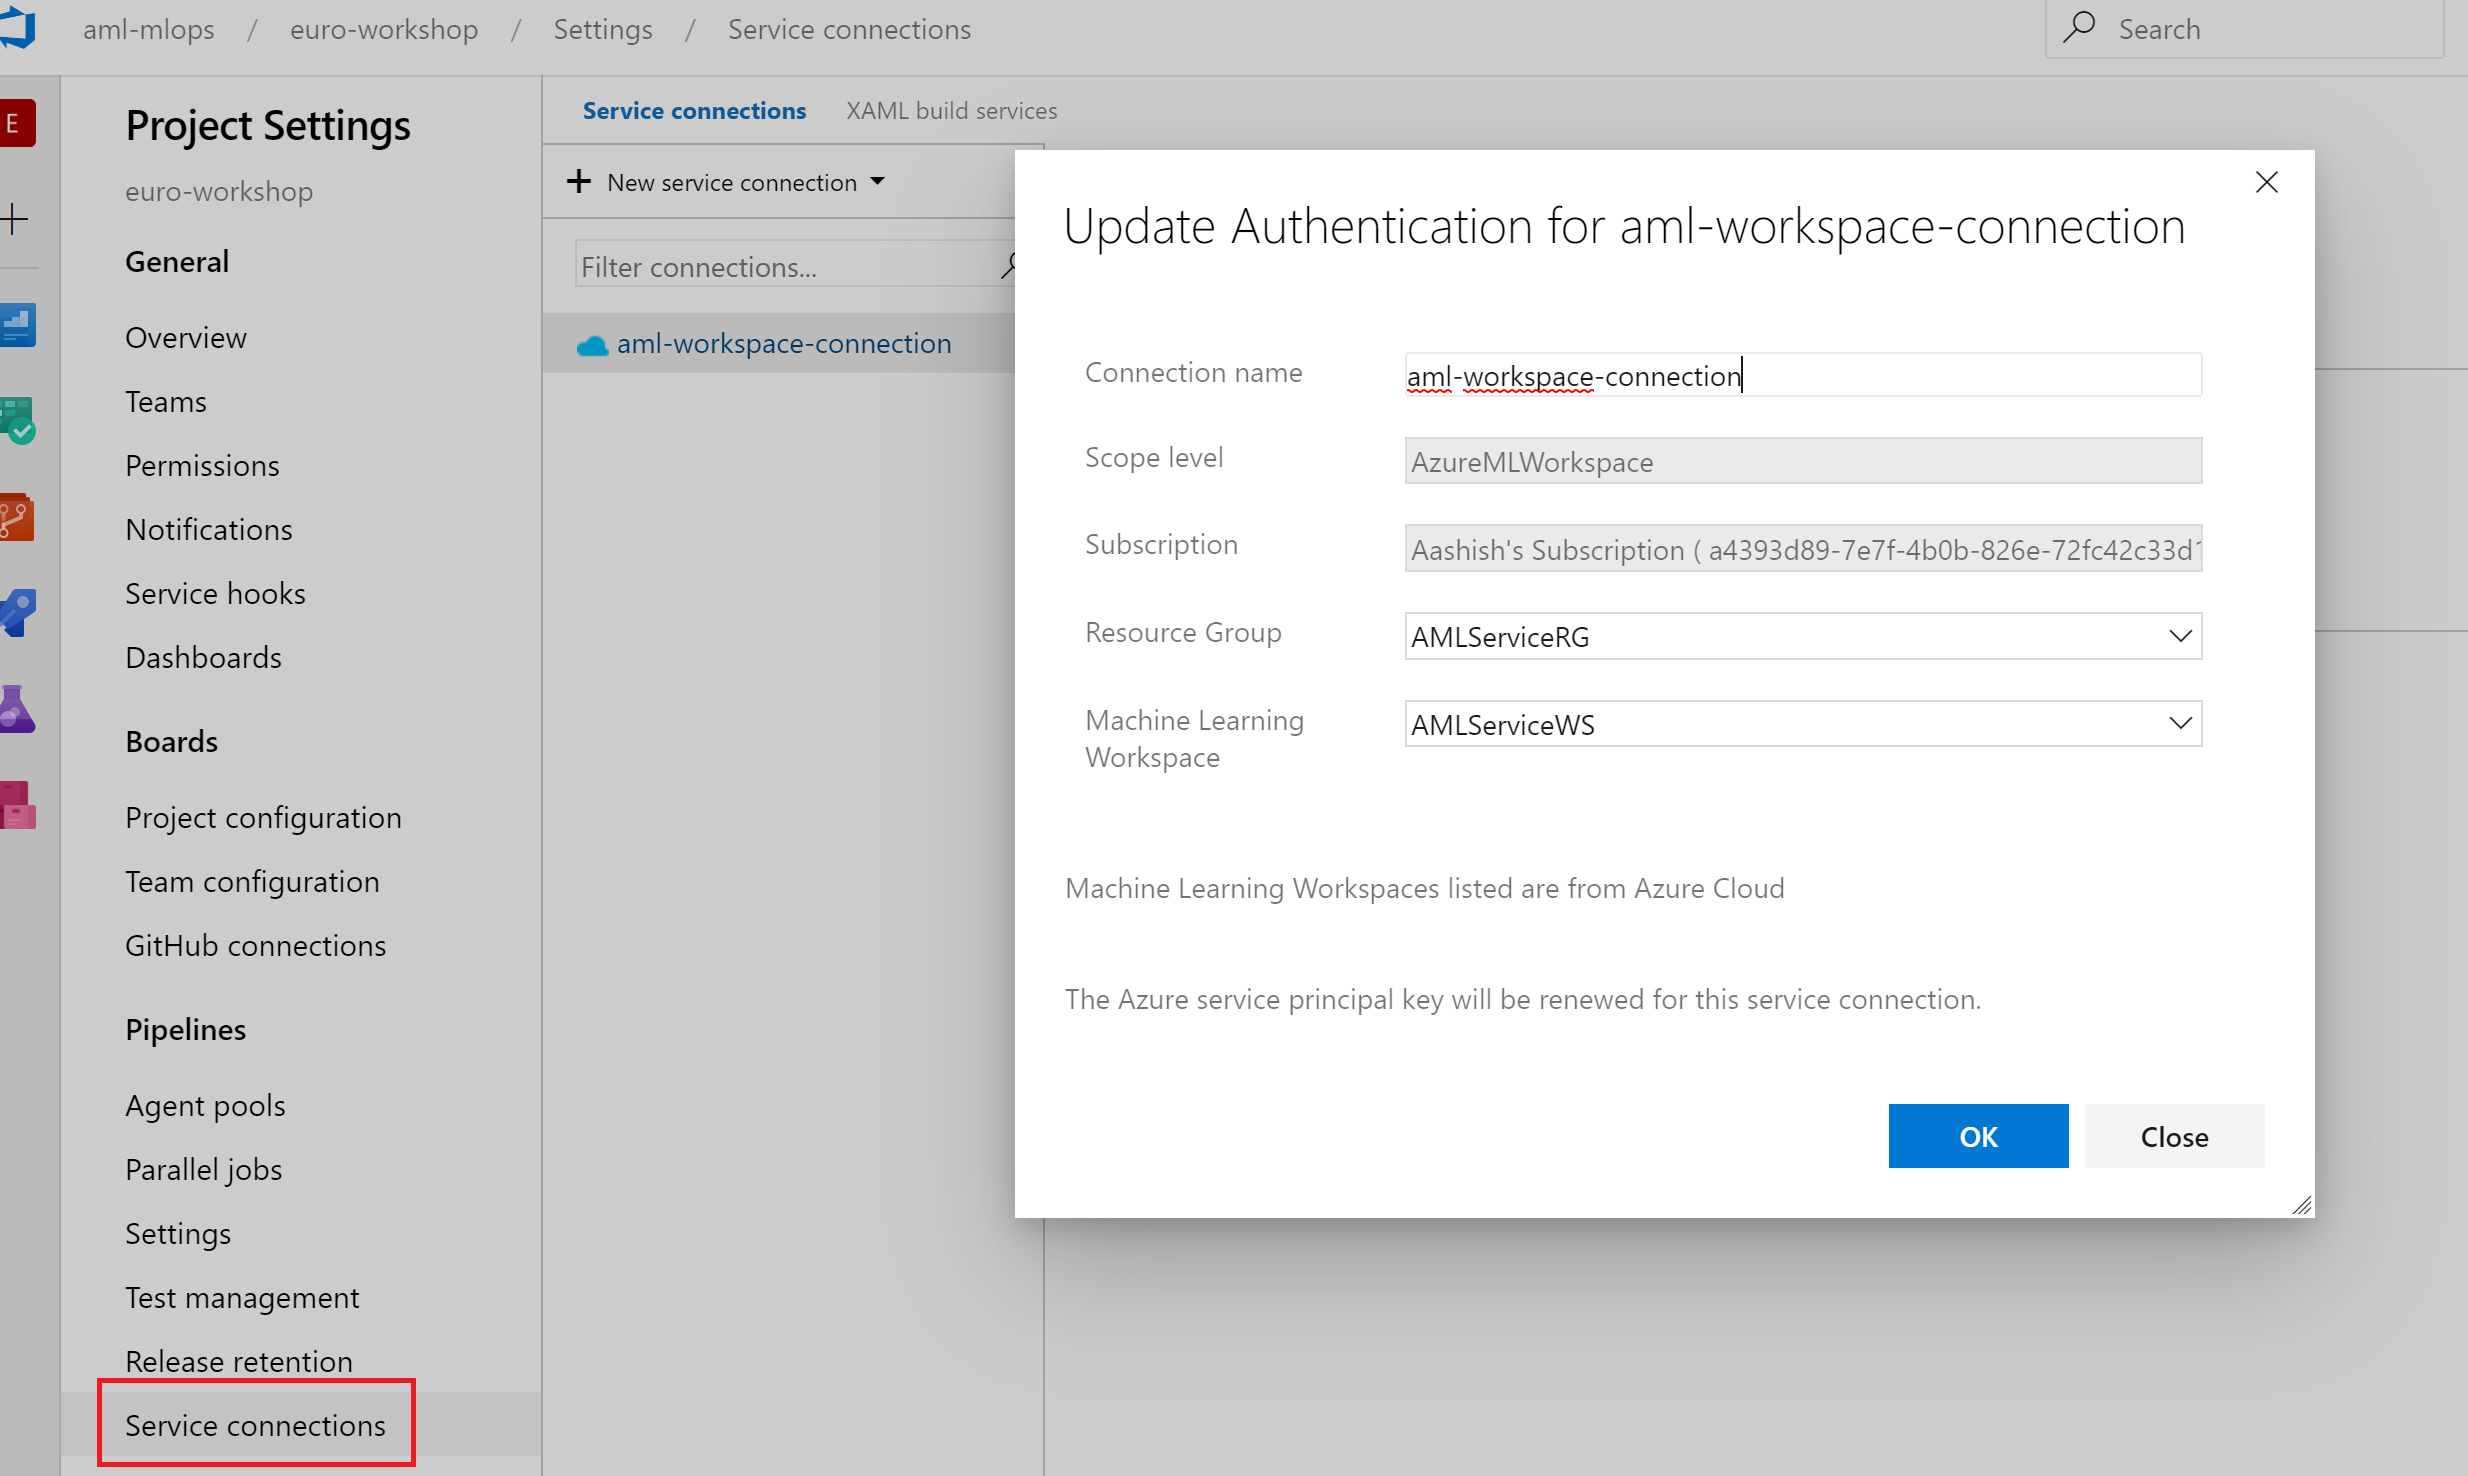 aml-mlops / euro-workshop / Settings / Service connections
Search
E
Project Settings
euro-workshop
General
Overview
Teams
Permissions
Notifications
Service hooks
Dashboards
Boards
Project configuration
Team configuration
GitHub connections
Pipelines
Agent pools
Parallel jobs
Settings
Test management
Release retention
Service connections
Service connections XAML build services
New service connection
Filter connections...
aml-workspace-connection
Update Authentication for aml-workspace-connection
Connection name aml-workspace-connection
Scope level AzureMLWorkspace
Subscription Aashish's Subscription ( a4393d89-7e7f-4b0b-826e-72fc42c33d1
Resource Group AMLServiceRG
Machine Learning AMLServiceWS
Workspace
Machine Learning Workspaces listed are from Azure Cloud
The Azure service principal key will be renewed for this service connection.
OK Close